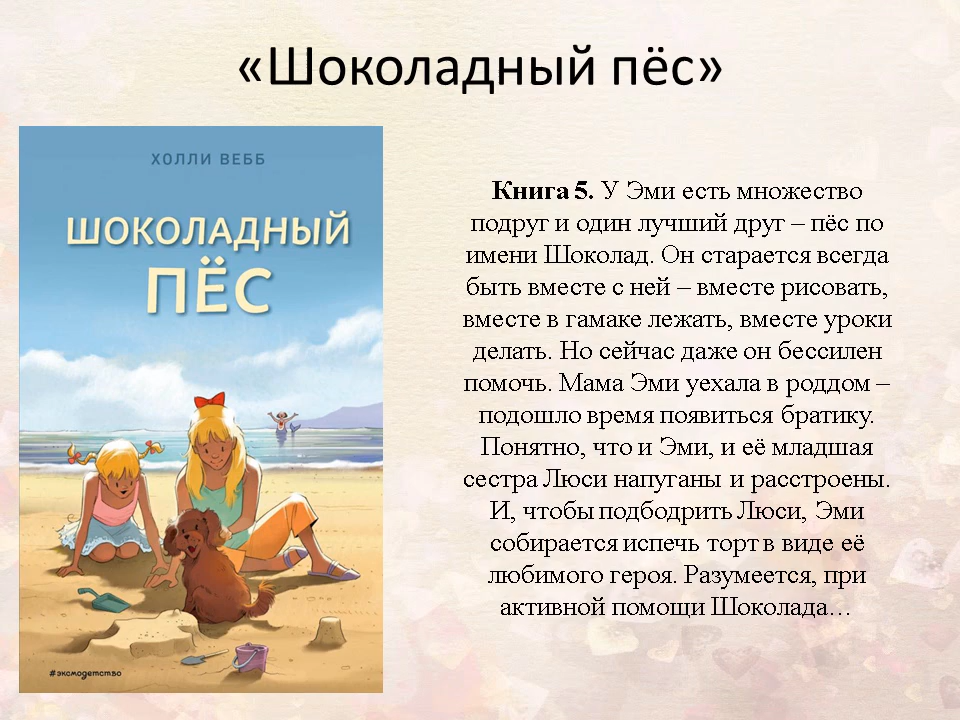 «Шоколадный пёс»
ХОЛЛИ ВЕББ
ШОКОЛАДНЫЙ
ПЁС
#эксмодетство
Книга 5. У Эми есть множество
подруг и один лучший друг – пёс по
имени Шоколад. Он старается всегда
быть вместе с ней – вместе рисовать,
вместе в гамаке лежать, вместе уроки
делать. Но сейчас даже он бессилен
помочь. Мама Эми уехала в роддом –
подошло время появиться братику.
Понятно, что и Эми, и её младшая
сестра Люси напуганы и расстроены.
И, чтобы подбодрить Люси, Эми
собирается испечь торт в виде её
любимого героя. Разумеется, при
активной помощи Шоколада…